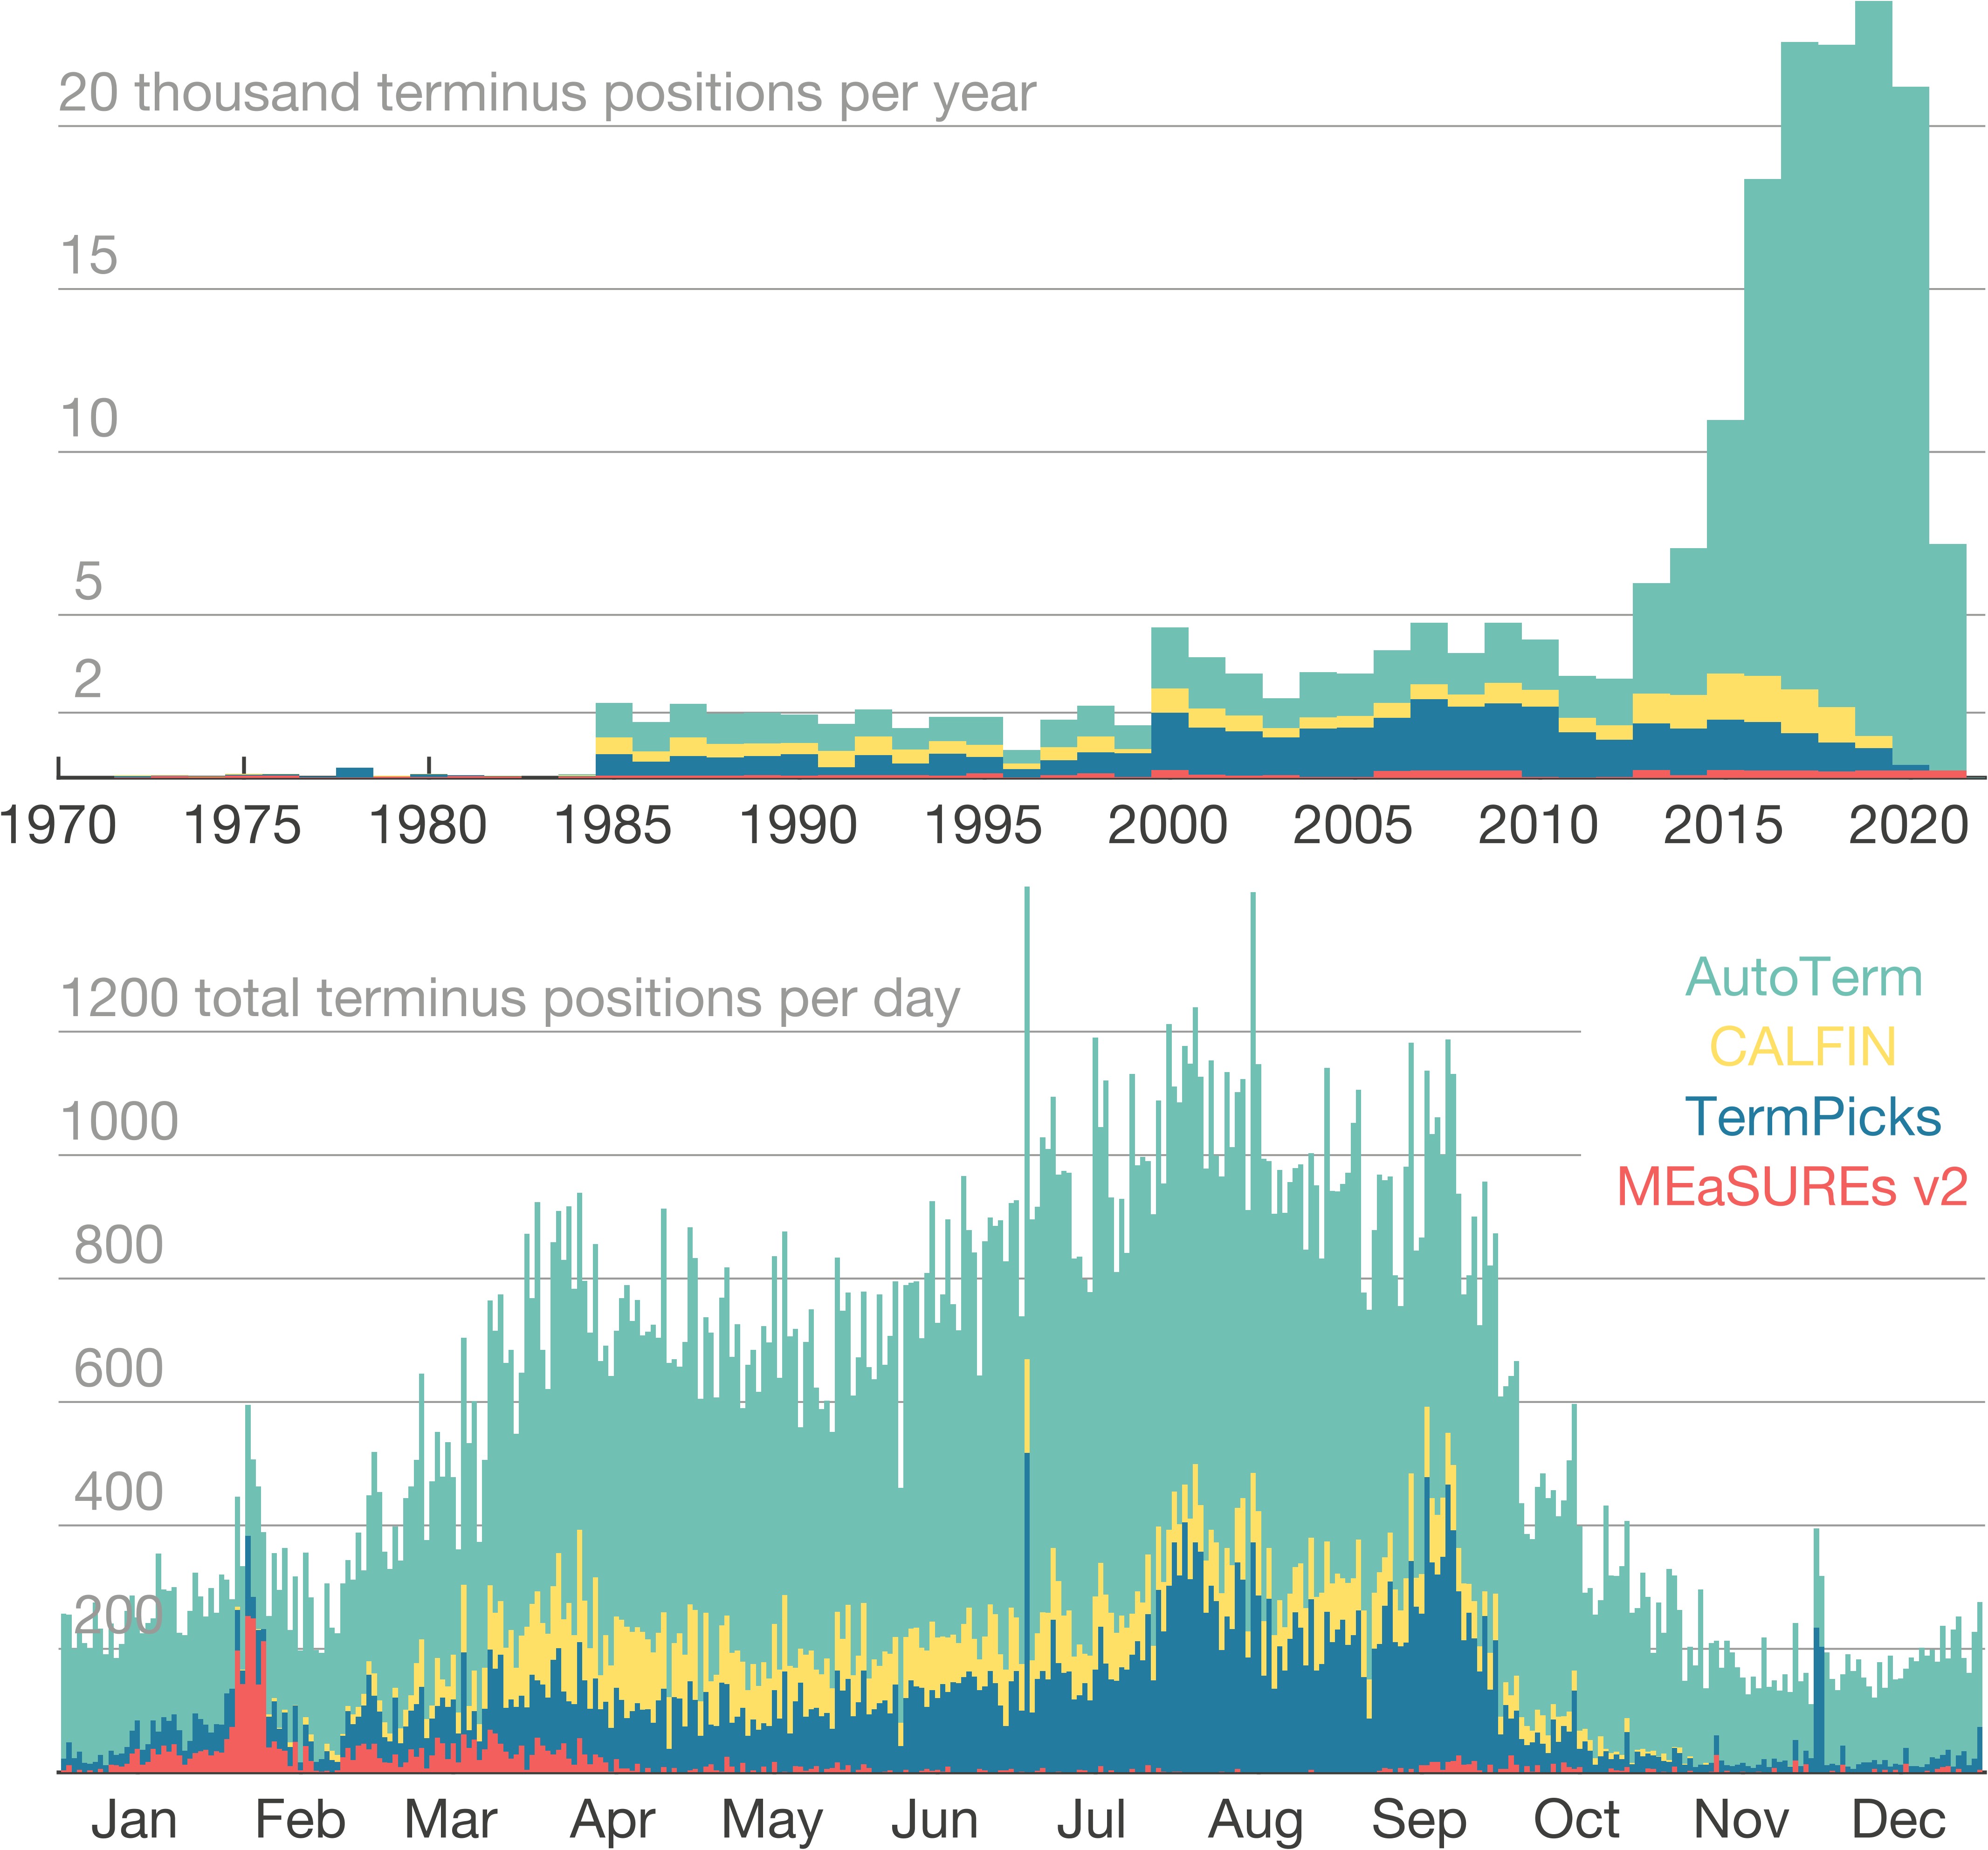 20 thousand terminus positions per year
15
10
5
2
1970 1975 1980 1985 1990 1995 2000 2005 2010 2015 2020
1200 total terminus positions per day
AutoTerm
CALFIN
1000
TermPicks
MEaSUREs v2
800
600
400
200
Jan Feb Mar Apr May Jun Jul Aug Sep Oct Nov Dec